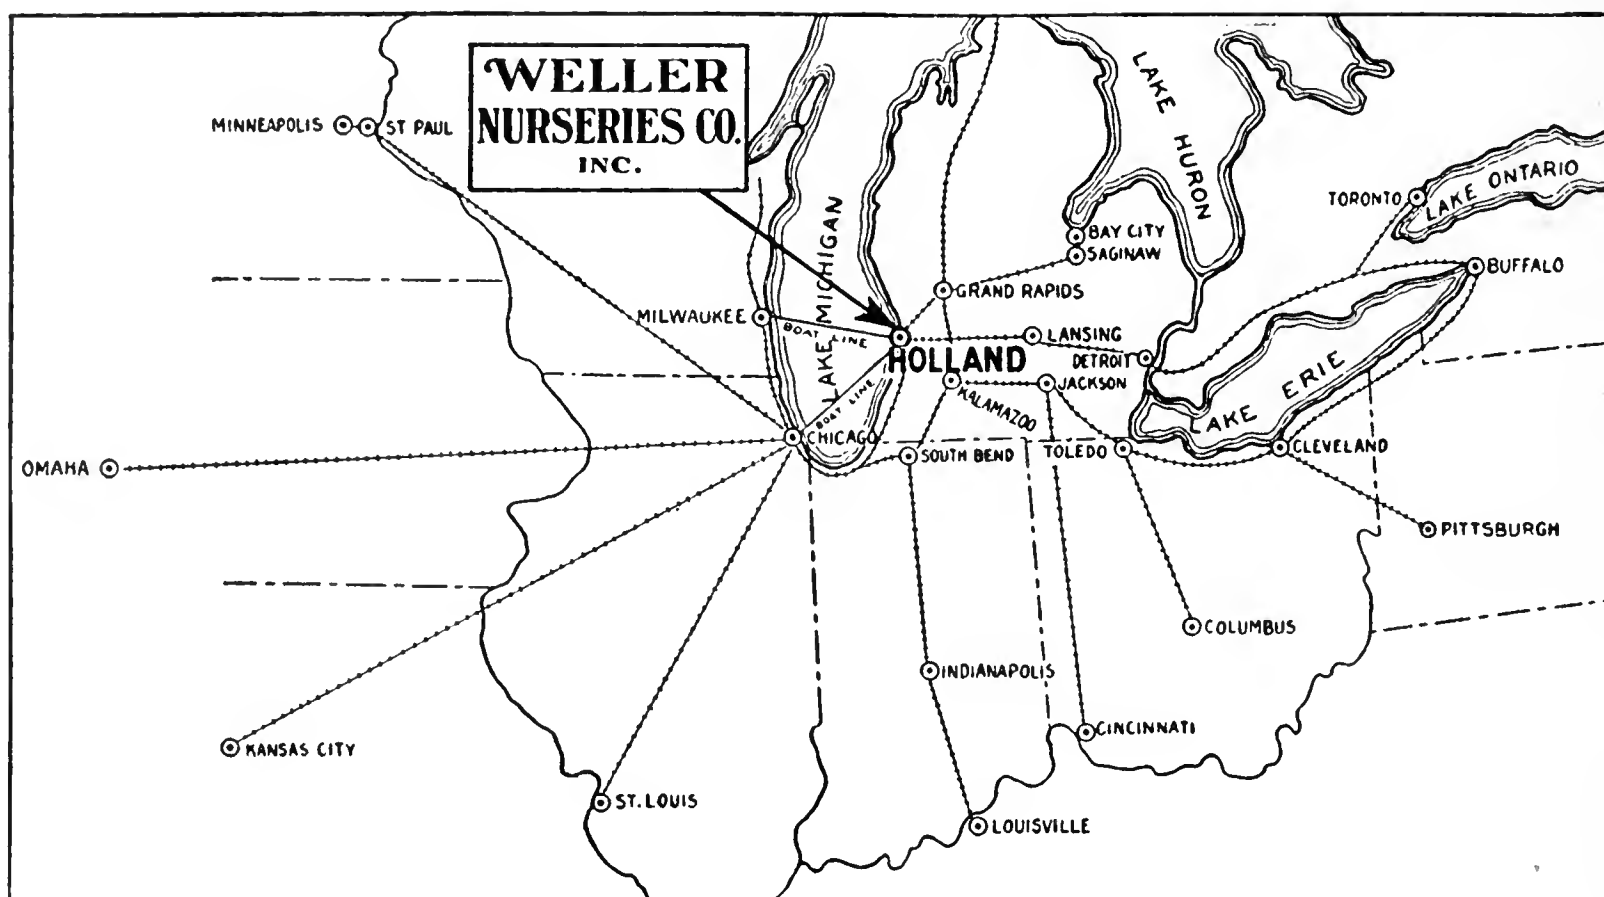 WELLER
NURSERIES CO.
INC.
MINNEAPOLIS
ST PAUL
LAKE HURON
LAKE ONTARIO
TORONTO
BAY CITY
SAGINAW
BUFFALO
LAKE MICHIGAN
GRAND RAPIDS
MILWAUKEE
BOAT LINE
LANSING
HOLLAND
DETROIT
JACKSON
KALAMAZOO
LAKE ERIE
BOAT LINE
CHICAGO
SOUTH BEND
TOLEDO
CLEVELAND
OMAHA
PITTSBURGH
COLUMBUS
INDIANAPOLIS
CINCINNATI
KANSAS CITY
ST. LOUIS
LOUISVILLE